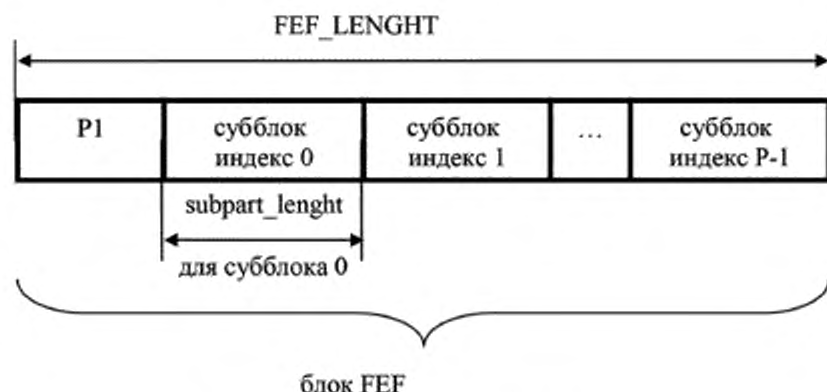 FEF_LENGHT
P1
субблок
индекс 0
субблок
индекс 1
...
субблок
индекс P-1
subpart_lenght
для субблока 0
блок FEF